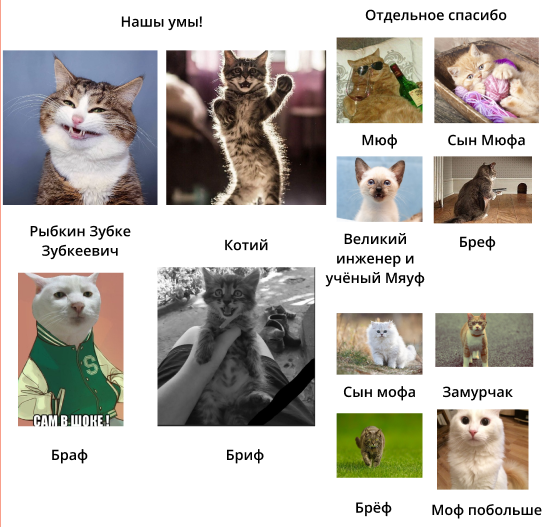 Нашы умы!
Отдельное спасибо
Мюф
Сын Мюфа
Рыбкин Зубке
Зубкеевич
Котий
Великий
инженер и
учёный Мяуф
Бреф
S
САМ В ШОКЕ!
Браф
Бриф
Сын мофа
Замурчак
Брёф
Моф побольше